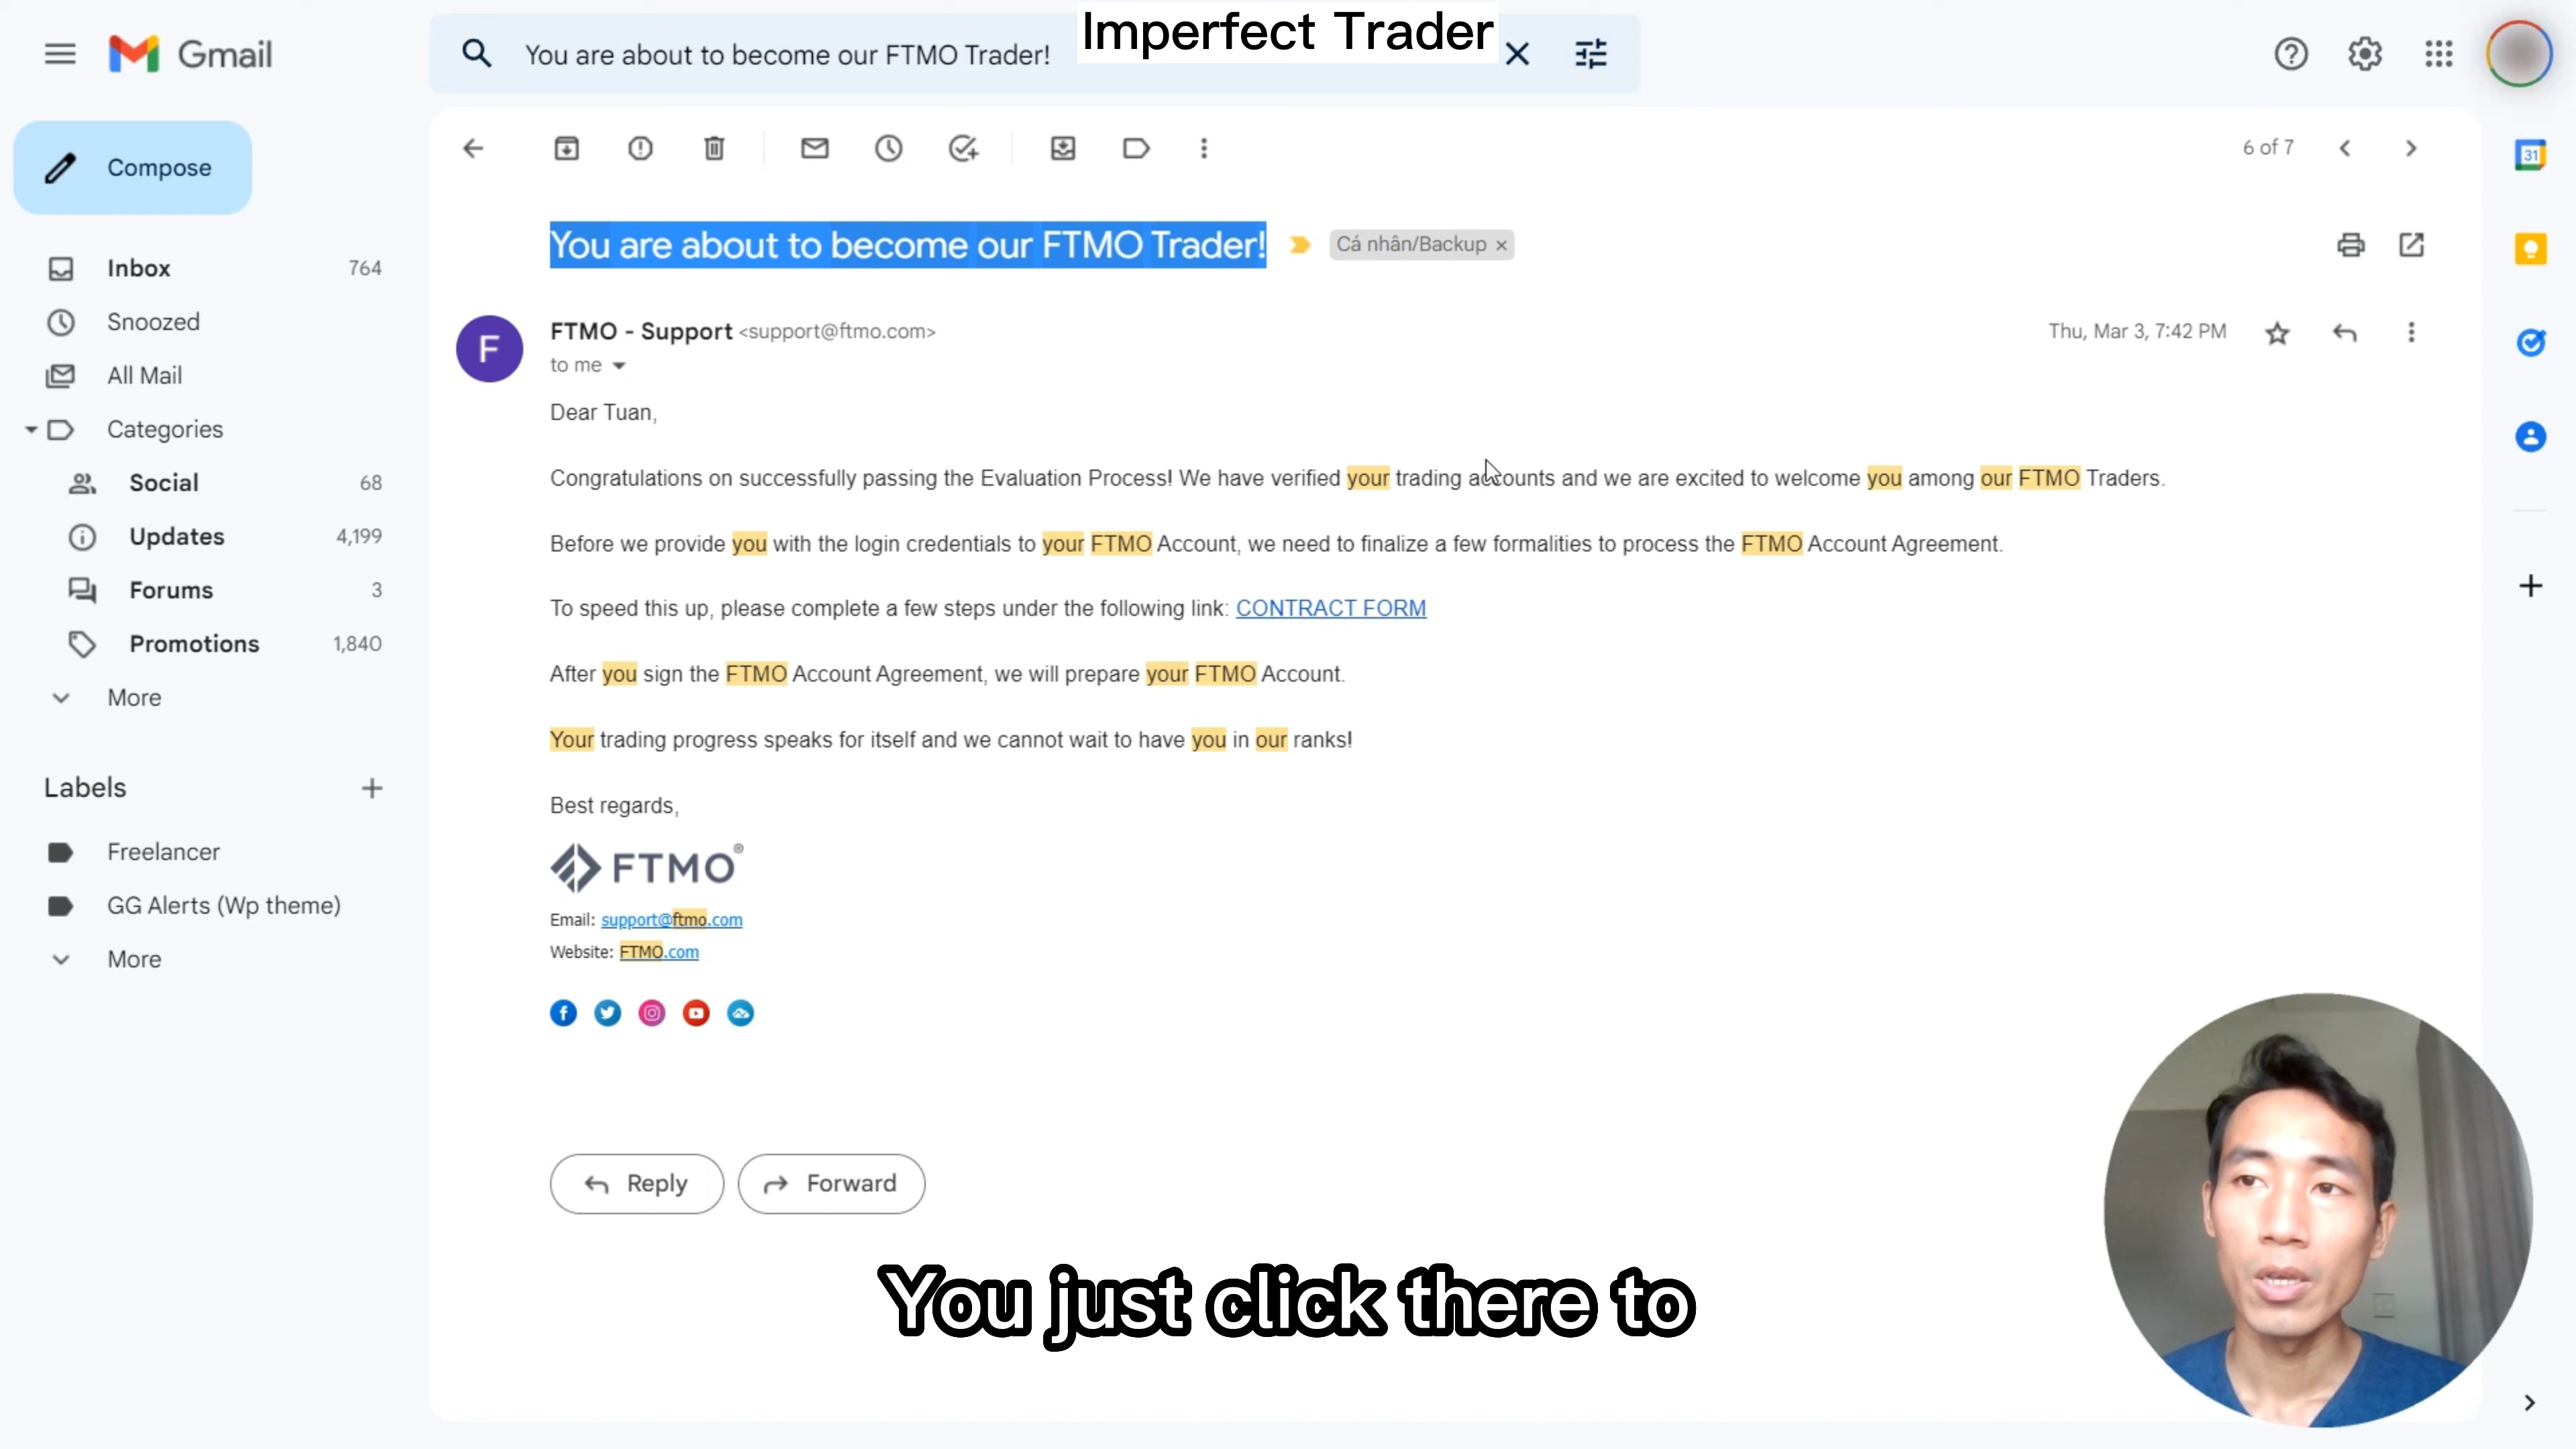 Imperfect Trader
Gmail
You are about to become our FTMO Trader!
Compose
6 of 7
31
Inbox 764
Snoozed
All Mail
Categories
Social 68
Updates 4,199
Forums 3
Promotions 1,840
More
Labels
Freelancer
GG Alerts (Wp theme)
More
You are about to become our FTMO Trader!
Cá nhân/Backup ×
F
FTMO - Support <support@ftmo.com>
Thu, Mar 3, 7:42 PM
to me
Dear Tuan,
Congratulations on successfully passing the Evaluation Process! We have verified your trading accounts and we are excited to welcome you among our FTMO Traders.
Before we provide you with the login credentials to your FTMO Account, we need to finalize a few formalities to process the FTMO Account Agreement.
To speed this up, please complete a few steps under the following link: CONTRACT FORM
After you sign the FTMO Account Agreement, we will prepare your FTMO Account.
Your trading progress speaks for itself and we cannot wait to have you in our ranks!
Best regards,
FTMO®
Email: support@ftmo.com
Website: FTMO.com
Reply
Forward
You just click there to